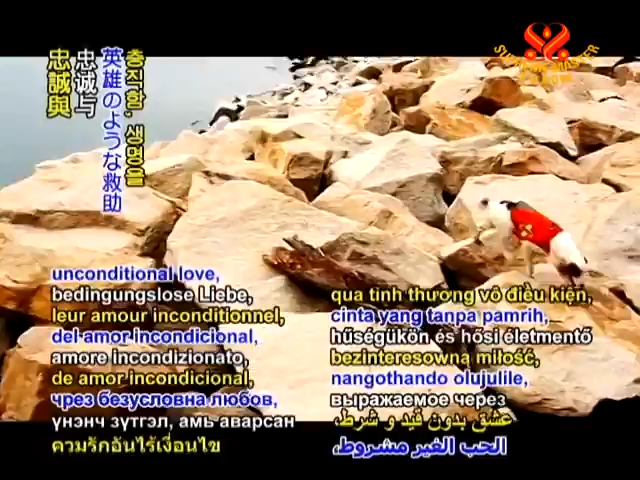 SUPREME MASTER
충직함, 생명을
英雄のような救助
忠诚与
忠誠與
unconditional love,
bedingungslose Liebe,
leur amour inconditionnel,
del amor incondicional,
amore incondizionato,
de amor incondicional,
чрез безусловна любов,
үнэнч зүтгэл, амь аварсан
ความรักอันไร้เงื่อนไข
qua tình thương vô điều kiện,
cinta yang tanpa pamrih,
hűségükön és hősi életmentő
bezinteresowną miłość,
nangothando olujulile,
выражаемое через
عشق بدون قید و شرط،
الحب الغير مشروط،